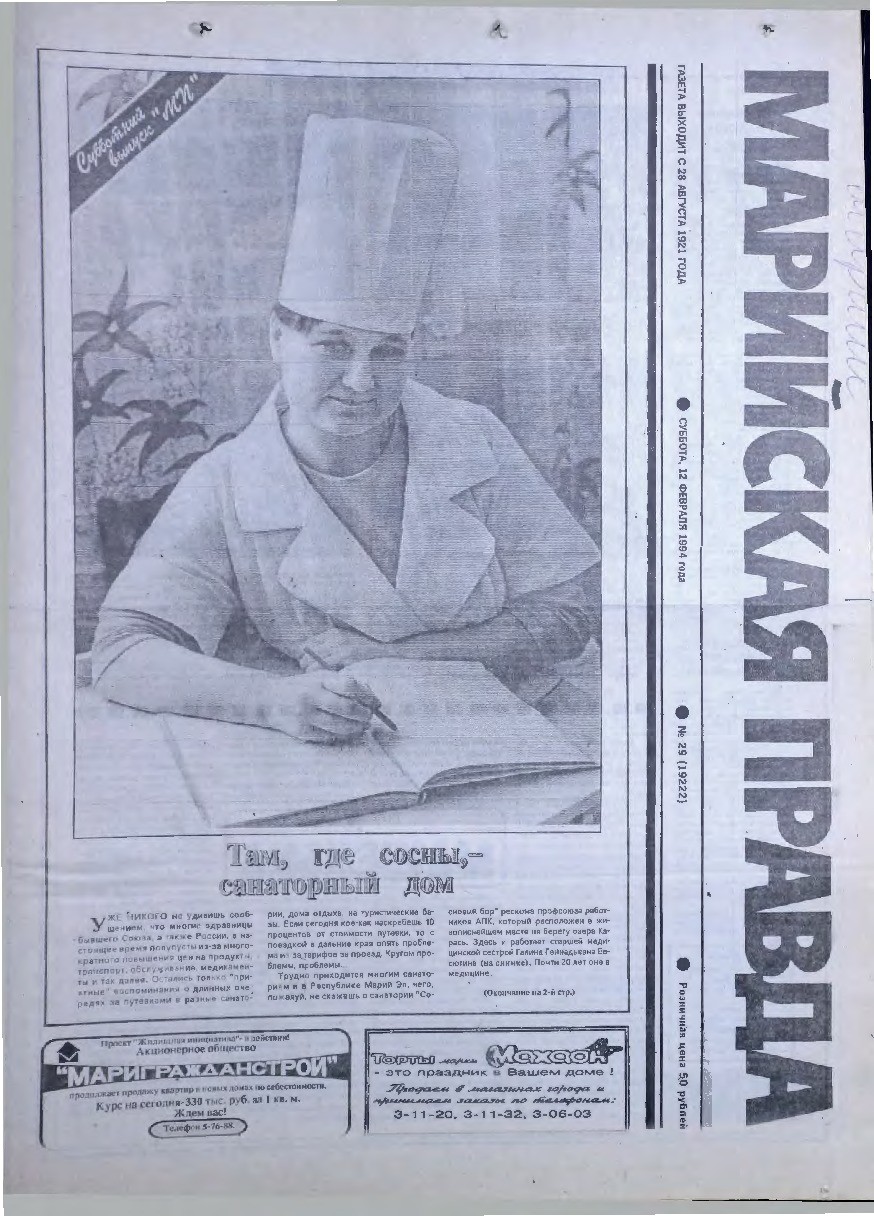 МАРИЙСКАЯ ПРАВДА
ГАЗЕТА ВЫХОДИТ С 28 АВГУСТА 1921 ГОДА
● СУББОТА, 12 ФЕВРАЛЯ 1994 года
● № 29 (19222)
● Розничная цена 50 рублей
Субботний
выпуск "МП"
Там, где сосны,-
санаторный дом
УЖЕ НИКОГО не удивишь сооб-
щением, что многие здравницы
бывшего Союза, а также России, в на-
стоящее время полупусты из-за много-
кратного повышения цен на продукты,
транспорт, обслуживание, медикамен-
ты и так далее. Остались только "при-
ятные" воспоминания о длинных оче-
редях за путевками в разные санато-
рии, дома отдыха, на туристические ба-
зы. Если сегодня кое-как наскребешь 10
процентов от стоимости путевки, то с
поездкой в дальние края опять пробле-
ма из-за тарифов за проезд. Кругом про-
блемы, проблемы...
Трудно приходится многим санато-
риям и в Республике Марий Эл, чего,
пожалуй, не скажешь о санатории "Со-
сновый бор" рескома профсоюза работ-
ников АПК, который расположен в жи-
вописнейшем месте на берегу озера Ка-
рась. Здесь и работает старшей меди-
цинской сестрой Галина Геннадьевна Ва-
сютина (на снимке). Почти 20 лет она в
медицине.
(Окончание на 2-й стр.)
Проект "Жилищная инициатива"- в действии!
Акционерное общество
"МАРИГРАЖДАНСТРОЙ"
продолжает продажу квартир в новых домах по себестоимости.
Курс на сегодня-330 тыс. руб. за 1 кв. м.
Ждем вас!
Телефон 5-76-88.
Торты марки Махаон
- это праздник в Вашем доме !
Продаем в магазинах города и
принимаем заказы по телефонам:
3-11-20, 3-11-32, 3-06-03